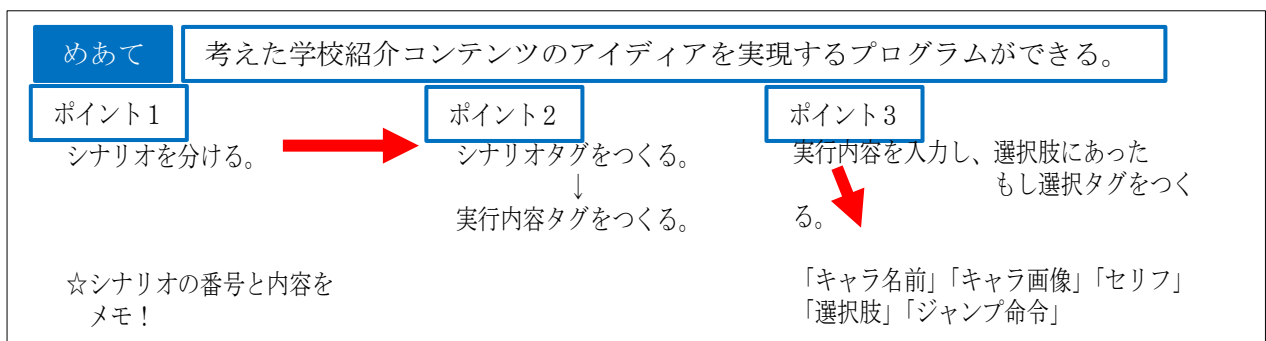 めあて
考えた学校紹介コンテンツのアイディアを実現するプログラムができる。
ポイント1
シナリオを分ける。
☆シナリオの番号と内容を
メモ！
ポイント2
シナリオタグをつくる。
↓
実行内容タグをつくる。
ポイント3
実行内容を入力し、選択肢にあった
もし選択タグをつく
る。
「キャラ名前」「キャラ画像」「セリフ」
「選択肢」「ジャンプ命令」